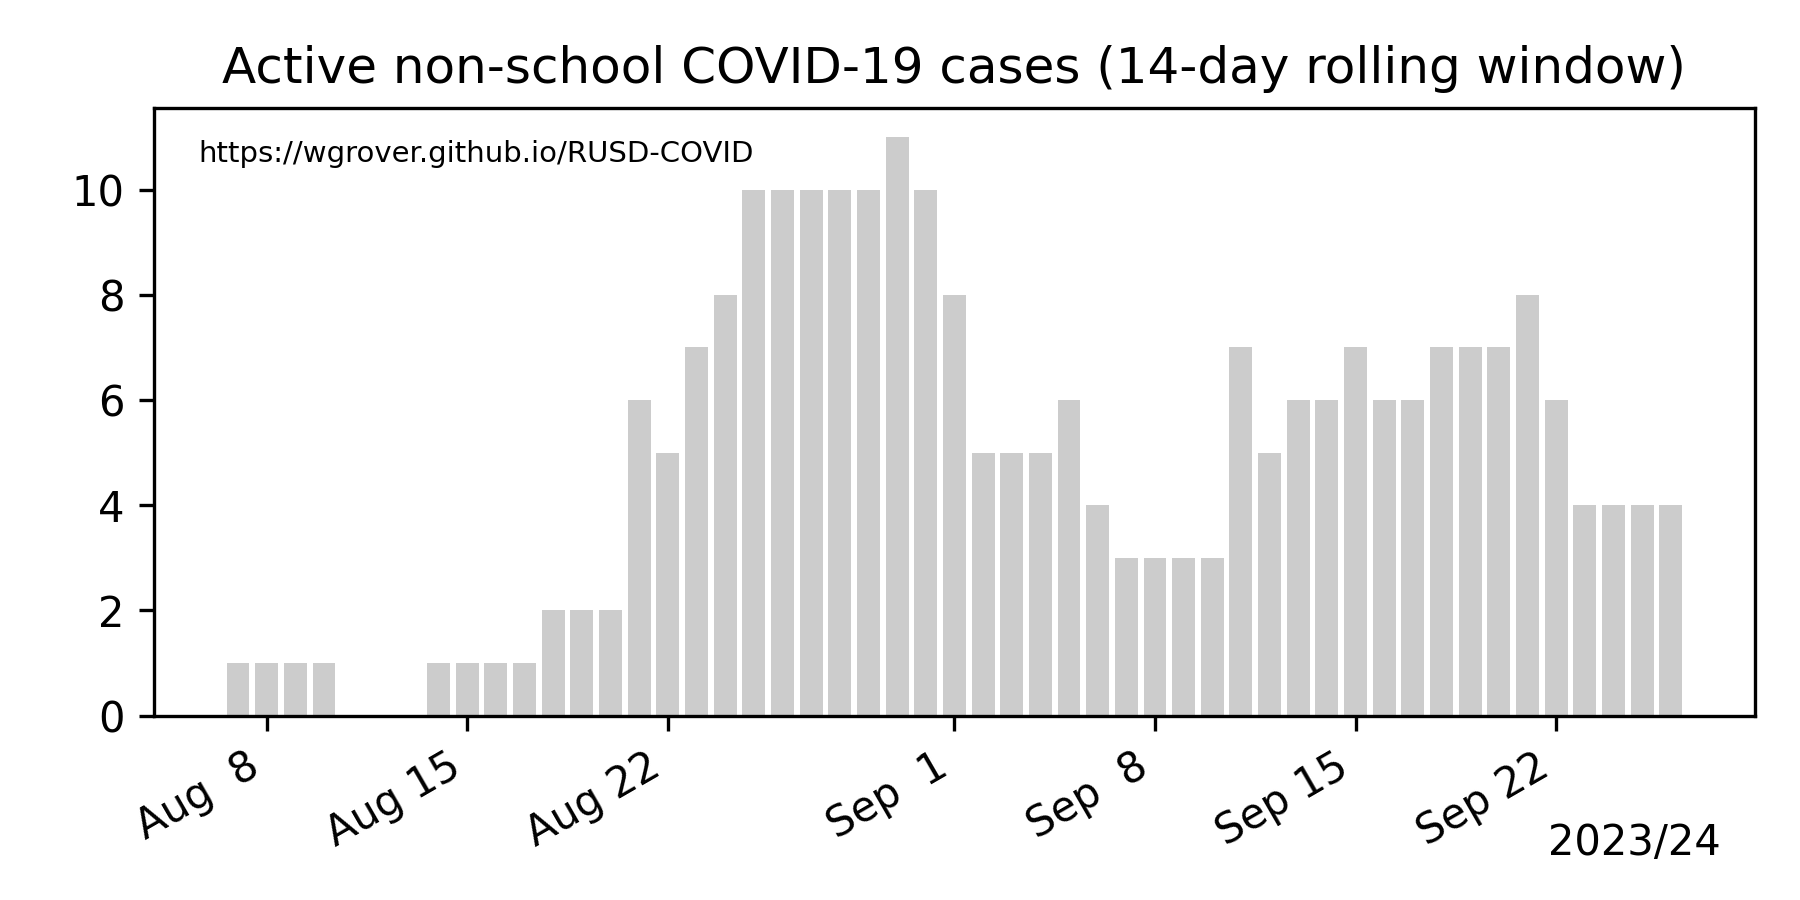 Active non-school COVID-19 cases (14-day rolling window)
https://wgrover.github.io/RUSD-COVID
10
8
6
4
2
0
Aug 8
Aug 15
Aug 22
Sep 1
Sep 8
Sep 15
Sep 22
2023/24